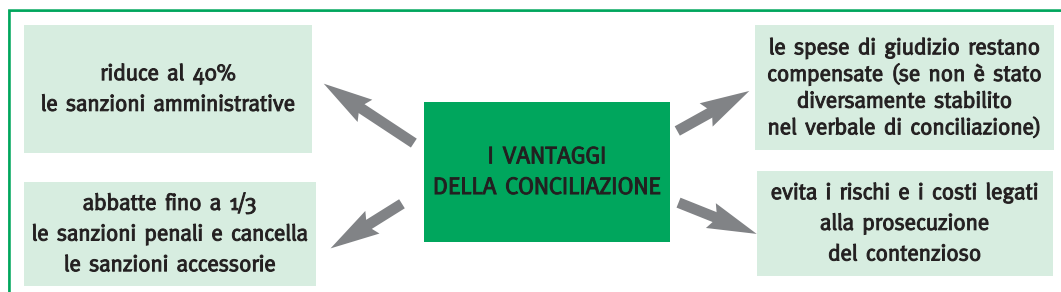 riduce al 40%
le sanzioni amministrative
le spese di giudizio restano
compensate (se non è stato
diversamente stabilito
nel verbale di conciliazione)
I VANTAGGI
DELLA CONCILIAZIONE
abbatte fino a 1/3
le sanzioni penali e cancella
le sanzioni accessorie
evita i rischi e i costi legati
alla prosecuzione
del contenzioso